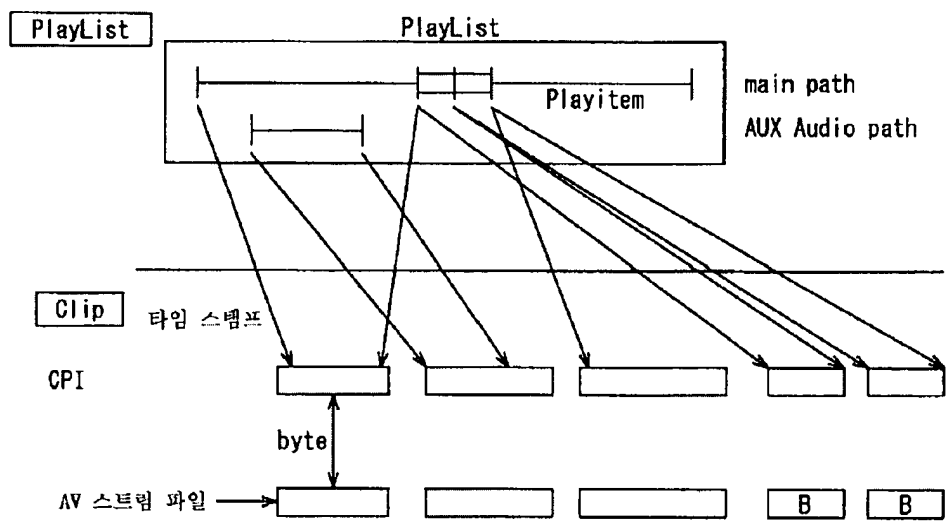 PlayList
PlayList
main path
Playitem
AUX Audio path
Clip
타임 스탬프
CPI
byte
AV 스트림 파일
B B